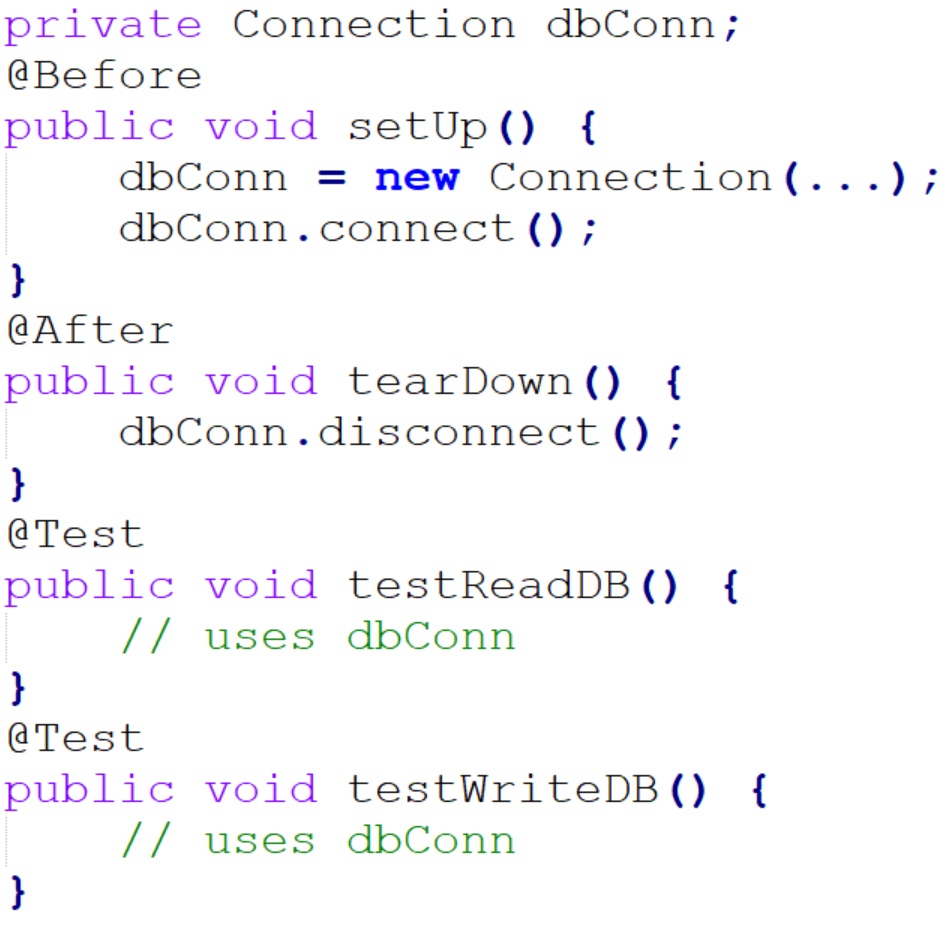 private Connection dbConn;
@Before
public void setUp() {
    dbConn = new Connection(...);
    dbConn.connect();
}
@After
public void tearDown() {
    dbConn.disconnect();
}
@Test
public void testReadDB() {
    // uses dbConn
}
@Test
public void testWriteDB() {
    // uses dbConn
}